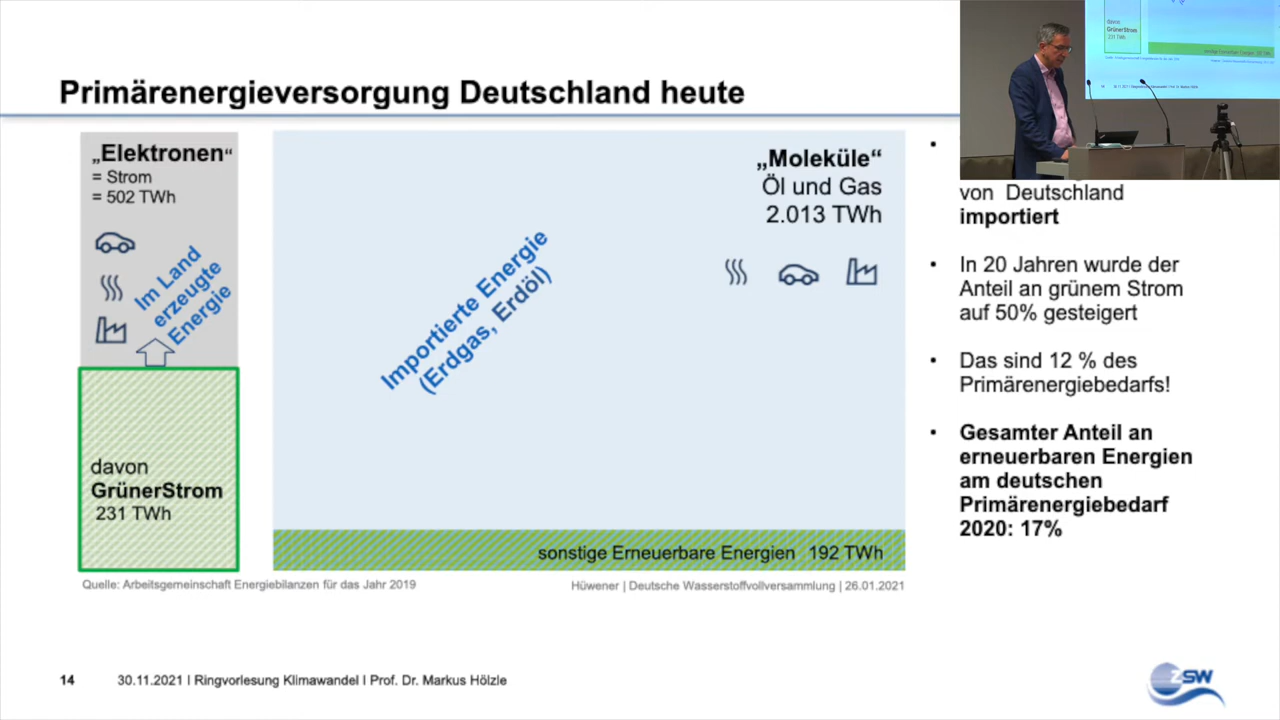 Primärenergieversorgung Deutschland heute
„Elektronen“
= Strom
= 502 TWh
Im Land
erzeugte
Energie
davon
GrünerStrom
231 TWh
„Moleküle“
Öl und Gas
2.013 TWh
Importierte Energie
(Erdgas, Erdöl)
sonstige Erneuerbare Energien 192 TWh
Quelle: Arbeitsgemeinschaft Energiebilanzen für das Jahr 2019
Hüwener | Deutsche Wasserstoffvollversammlung | 26.01.2021
•
von Deutschland
importiert
• In 20 Jahren wurde der
Anteil an grünem Strom
auf 50% gesteigert
• Das sind 12 % des
Primärenergiebedarfs!
• Gesamter Anteil an
erneuerbaren Energien
am deutschen
Primärenergiebedarf
2020: 17%
14 30.11.2021 I Ringvorlesung Klimawandel I Prof. Dr. Markus Hölzle
ZSW
davon
GrünerStrom
231 TWh